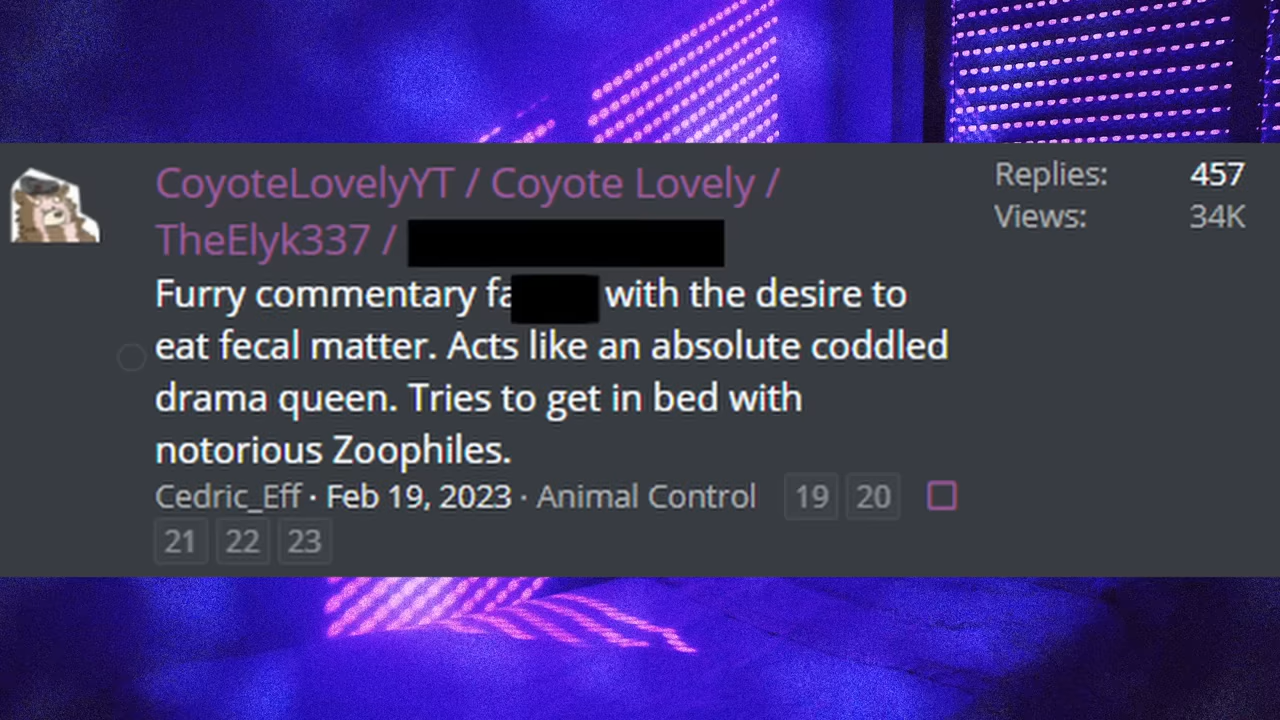 CoyoteLovelyYT / Coyote Lovely /
TheElyk337 /
Furry commentary fa with the desire to
eat fecal matter. Acts like an absolute coddled
drama queen. Tries to get in bed with
notorious Zoophiles.
Cedric_Eff · Feb 19, 2023 · Animal Control 19 20
21 22 23
Replies: 457
Views: 34K